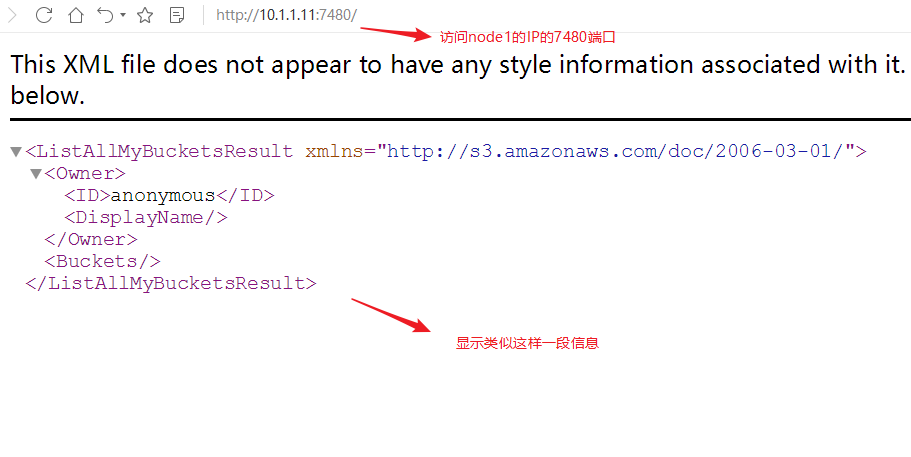 http://10.1.1.11:7480/
访问node1的IP的7480端口
This XML file does not appear to have any style information associated with it.
below.
▼<ListAllMyBucketsResult xmlns="http://s3.amazonaws.com/doc/2006-03-01/">
▼<Owner>
<ID>anonymous</ID>
<DisplayName/>
</Owner>
<Buckets/>
</ListAllMyBucketsResult>
显示类似这样一段信息